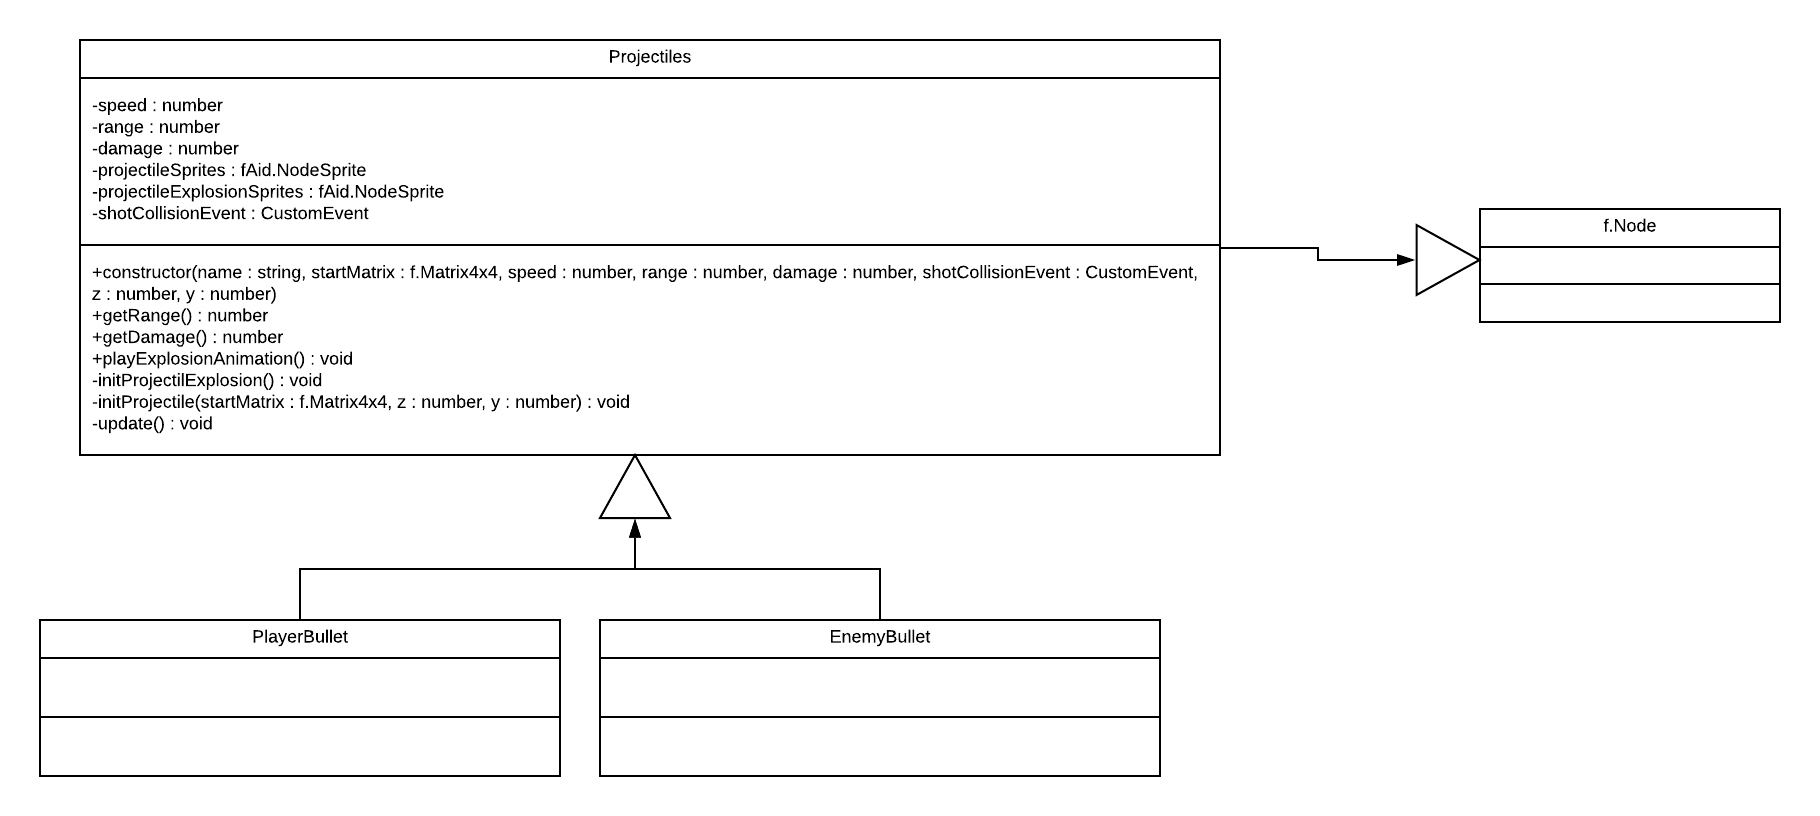 Projectiles
-speed : number
-range : number
-damage : number
-projectileSprites : fAid.NodeSprite
-projectileExplosionSprites : fAid.NodeSprite
-shotCollisionEvent : CustomEvent
+constructor(name : string, startMatrix : f.Matrix4x4, speed : number, range : number, damage : number, shotCollisionEvent : CustomEvent,
z : number, y : number)
+getRange() : number
+getDamage() : number
+playExplosionAnimation() : void
-initProjectilExplosion() : void
-initProjectile(startMatrix : f.Matrix4x4, z : number, y : number) : void
-update() : void
f.Node
PlayerBullet
EnemyBullet